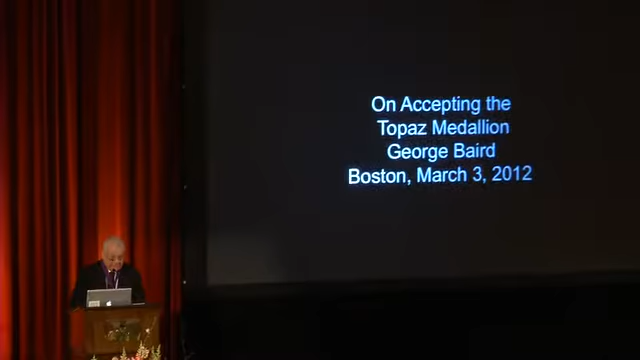 On Accepting the
Topaz Medallion
George Baird
Boston, March 3, 2012